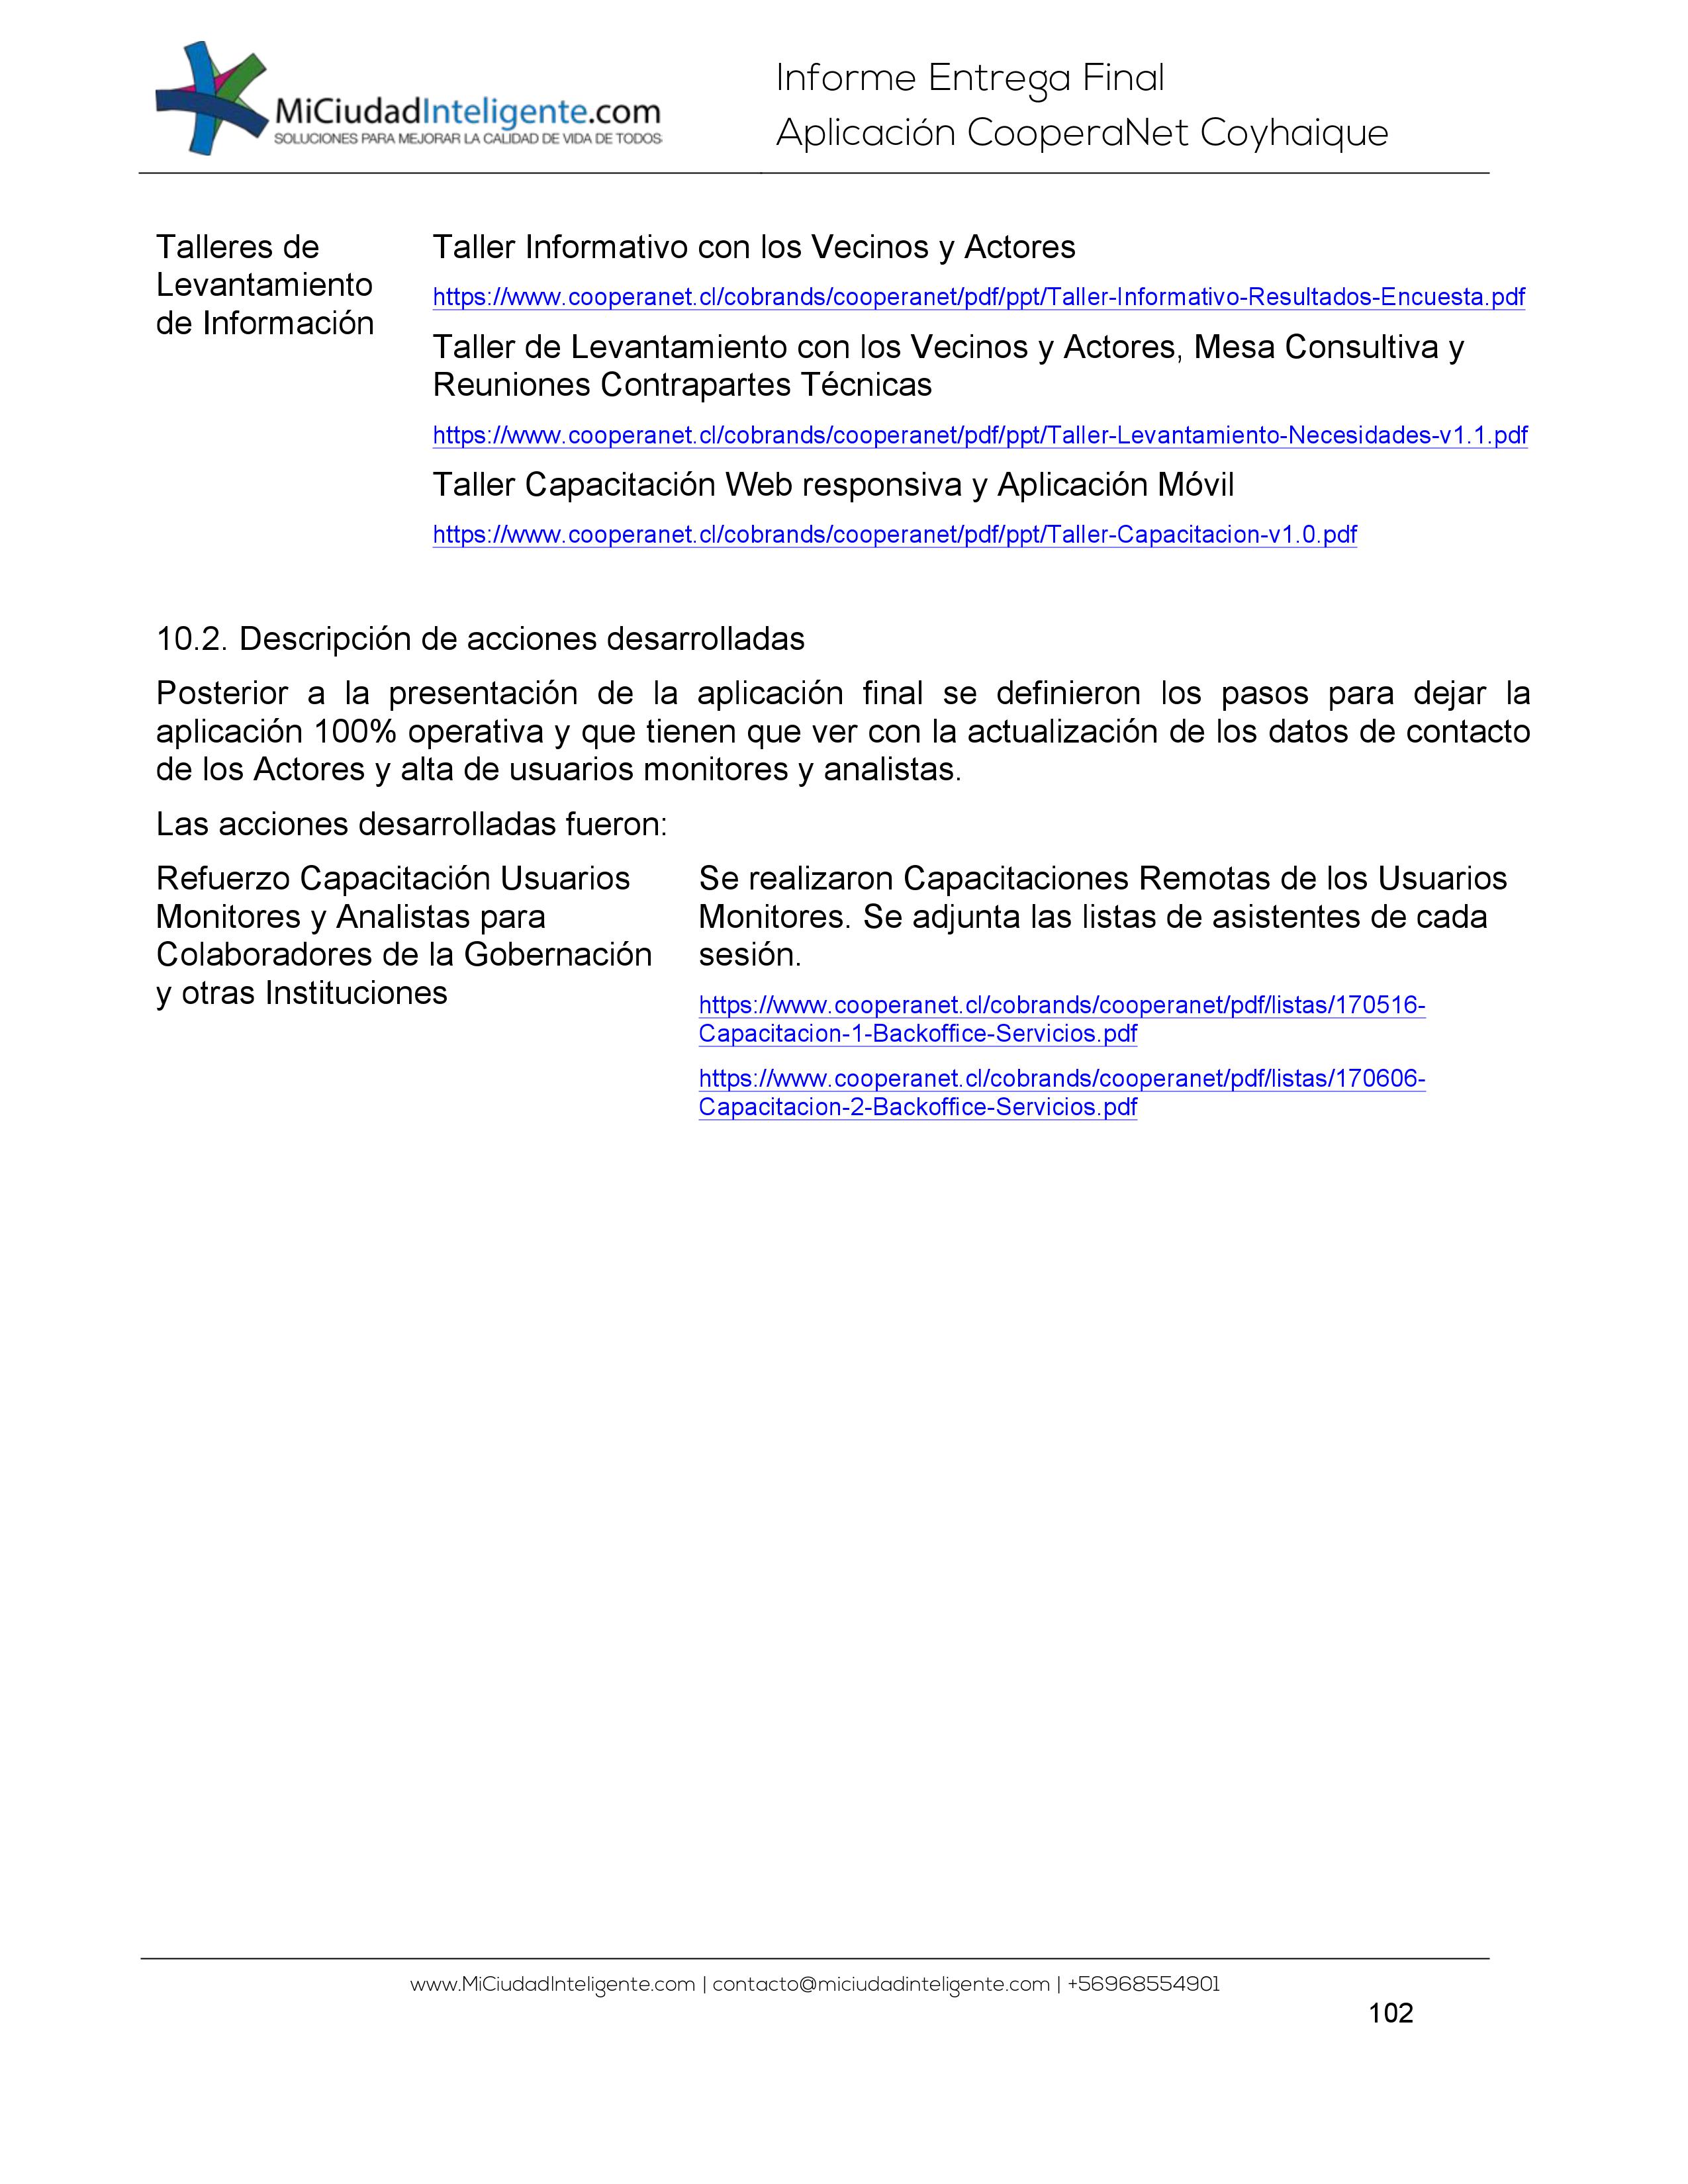 MiCiudadInteligente.com
SOLUCIONES PARA MEJORAR LA CALIDAD DE VIDA DE TODOS
Informe Entrega Final
Aplicación CooperaNet Coyhaique
Talleres de
Levantamiento
de Información
Taller Informativo con los Vecinos y Actores
https://www.cooperanet.cl/cobrands/cooperanet/pdf/ppt/Taller-Informativo-Resultados-Encuesta.pdf
Taller de Levantamiento con los Vecinos y Actores, Mesa Consultiva y
Reuniones Contrapartes Técnicas
https://www.cooperanet.cl/cobrands/cooperanet/pdf/ppt/Taller-Levantamiento-Necesidades-v1.1.pdf
Taller Capacitación Web responsiva y Aplicación Móvil
https://www.cooperanet.cl/cobrands/cooperanet/pdf/ppt/Taller-Capacitacion-v1.0.pdf
10.2. Descripción de acciones desarrolladas
Posterior a la presentación de la aplicación final se definieron los pasos para dejar la
aplicación 100% operativa y que tienen que ver con la actualización de los datos de contacto
de los Actores y alta de usuarios monitores y analistas.
Las acciones desarrolladas fueron:
Refuerzo Capacitación Usuarios
Monitores y Analistas para
Colaboradores de la Gobernación
y otras Instituciones
Se realizaron Capacitaciones Remotas de los Usuarios
Monitores. Se adjunta las listas de asistentes de cada
sesión.
https://www.cooperanet.cl/cobrands/cooperanet/pdf/listas/170516-
Capacitacion-1-Backoffice-Servicios.pdf
https://www.cooperanet.cl/cobrands/cooperanet/pdf/listas/170606-
Capacitacion-2-Backoffice-Servicios.pdf
www.MiCiudadInteligente.com | contacto@miciudadinteligente.com | +56968554901
102